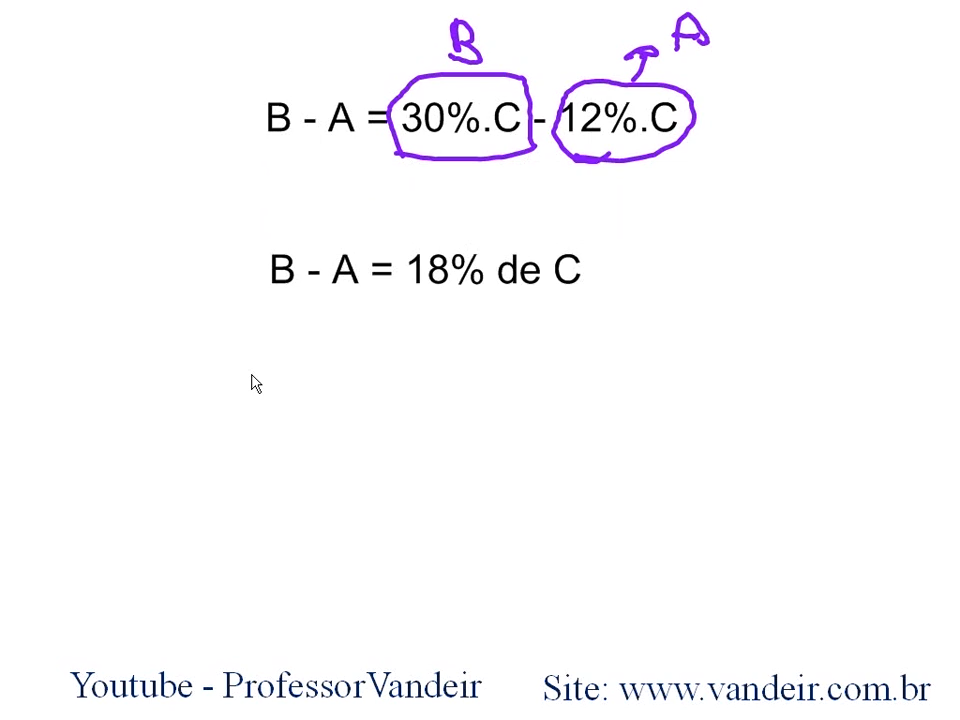 B A
B - A = 30%.C - 12%.C
B - A = 18% de C
Youtube - ProfessorVandeir Site: www.vandeir.com.br